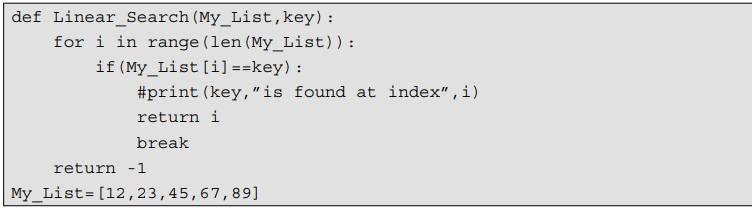 def Linear_Search(My_List,key):
    for i in range(len(My_List)):
        if(My_List[i]==key):
            #print(key,”is found at index”,i)
            return i
            break
    return -1
My_List=[12,23,45,67,89]